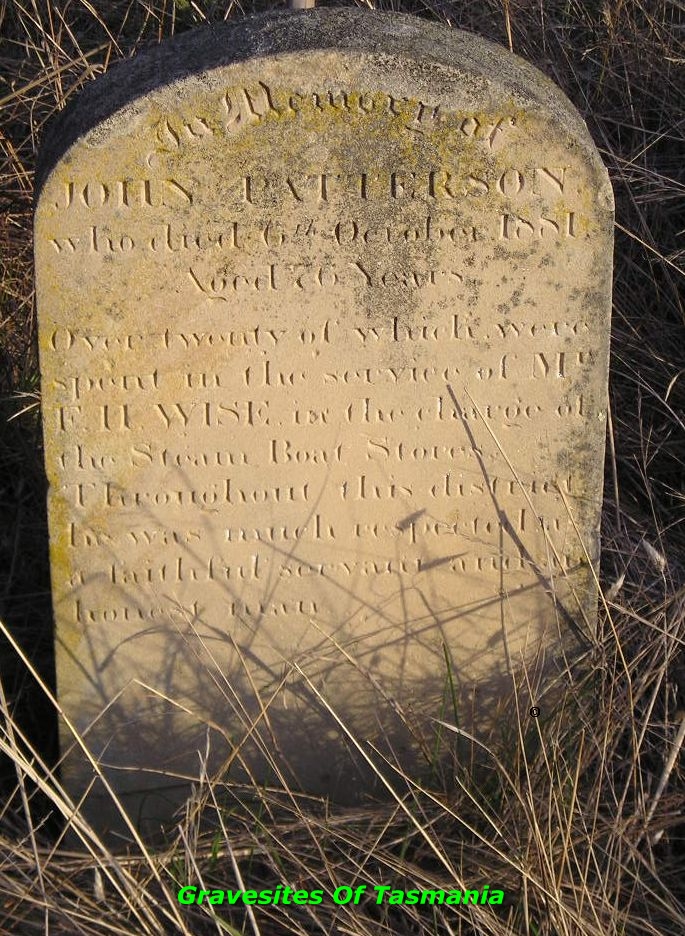 In Memory of
JOHN PATTERSON.
who died 6th October 1881.
Aged 76 Years.
Over twenty of which were
spent in the service of Mr
F. H. WISE. in the charge of
the Steam Boat Stores.
Throughout this district
he was much respected as
a faithful servant and an
honest man
Gravesites Of Tasmania